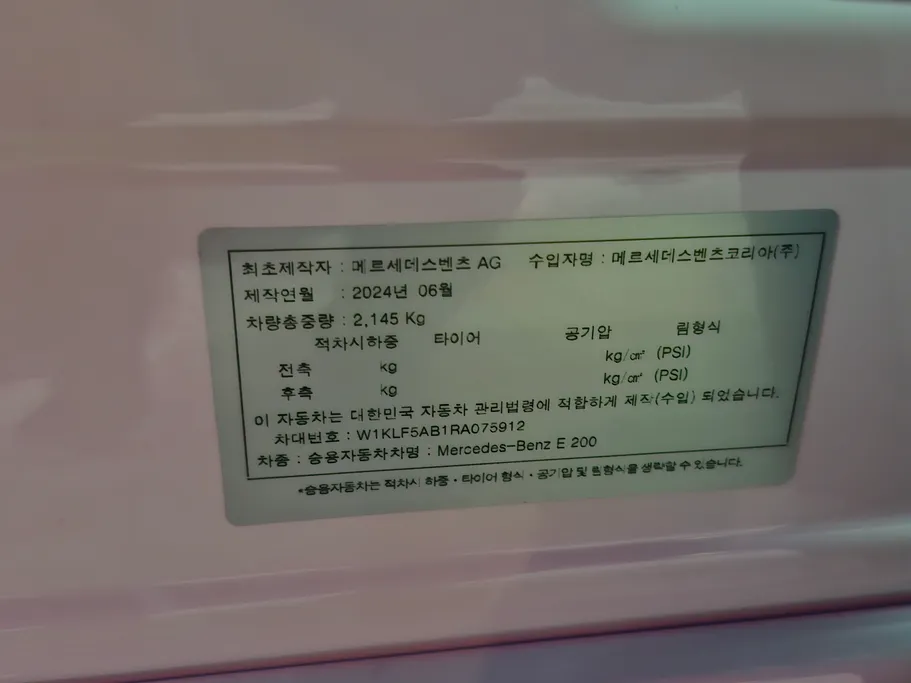 최초제작자 : 메르세데스벤츠 AG 수입자명 : 메르세데스벤츠코리아(주)
제작연월 : 2024년 06월
차량총중량 : 2,145 Kg
적차시하중 타이어 공기압 림형식
전축 kg kg/㎠ (PSI)
후축 kg kg/㎠ (PSI)
이 자동차는 대한민국 자동차 관리법령에 적합하게 제작(수입) 되었습니다.
차대번호 : W1KLF5AB1RA075912
차종 : 승용자동차차명 : Mercedes-Benz E 200
*승용자동차는 적차시 하중·타이어 형식·공기압 및 림형식을 생략할 수 있습니다.